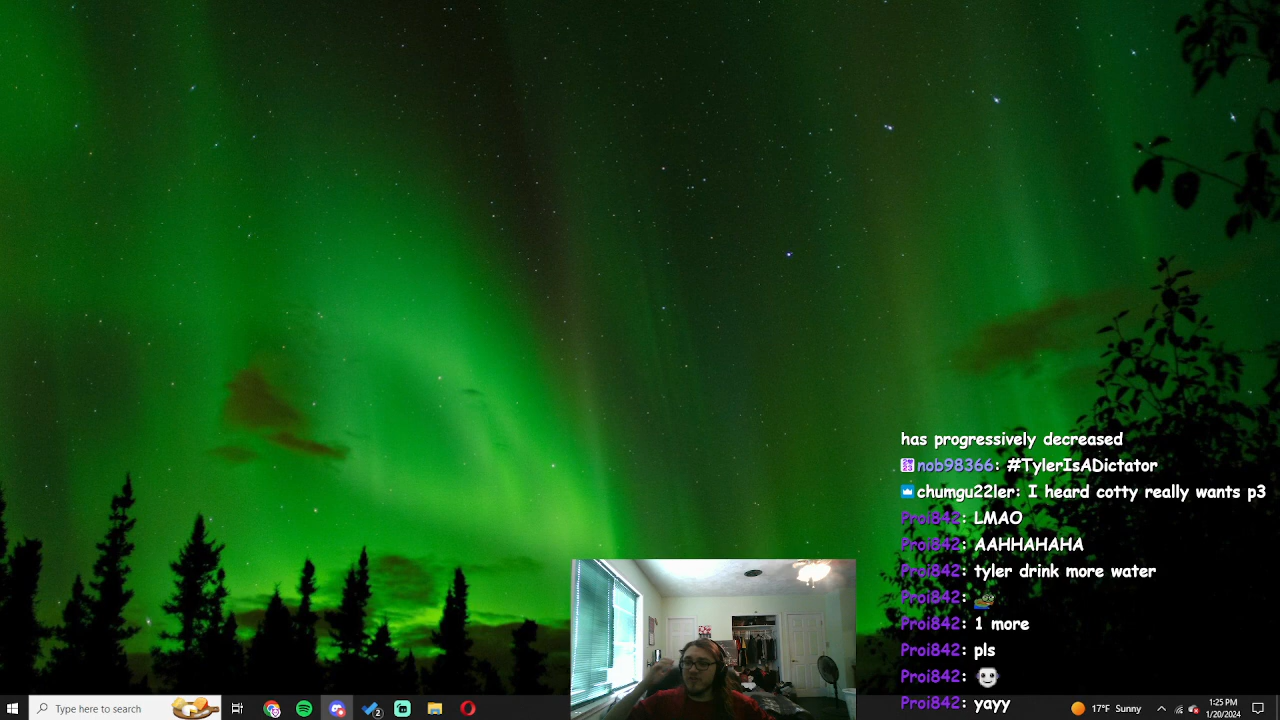 has progressively decreased
nob98366: #TylerIsADictator
chumgu22ler: I heard cotty really wants p3
Proi842: LMAO
Proi842: AAHHAHAHA
Proi842: tyler drink more water
Proi842:
Proi842: 1 more
Proi842: pls
Proi842:
Proi842: yayy
Type here to search
2
17°F Sunny
1:25 PM
1/20/2024